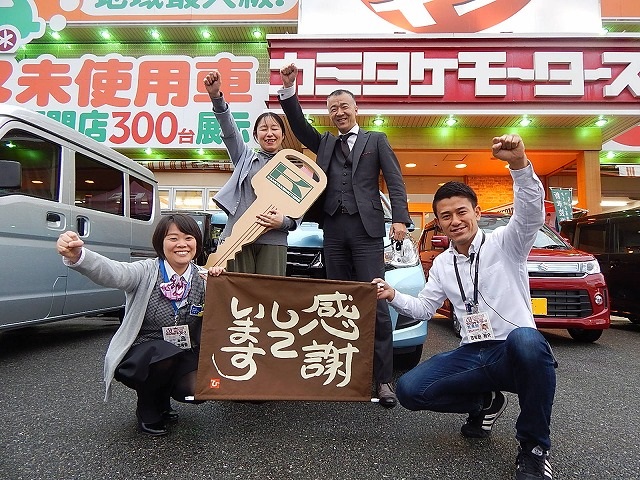 地域最大級!
未使用車
開店300台展示
カミタケモータース
感謝
して
います
K